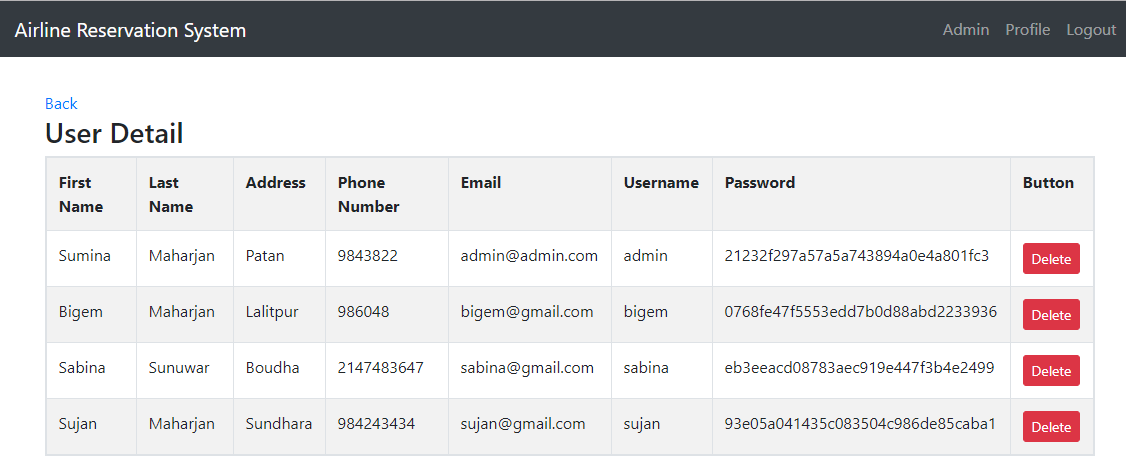 Airline Reservation System Admin Profile Logout
Back
User Detail
First Name Last Name Address Phone Number Email Username Password Button
Sumina Maharjan Patan 9843822 admin@admin.com admin 21232f297a57a5a743894a0e4a801fc3 Delete
Bigem Maharjan Lalitpur 986048 bigem@gmail.com bigem 0768fe47f5553edd7b0d88abd2233936 Delete
Sabina Sunuwar Boudha 2147483647 sabina@gmail.com sabina eb3eeacd08783aec919e447f3b4e2499 Delete
Sujan Maharjan Sundhara 984243434 sujan@gmail.com sujan 93e05a041435c083504c986de85caba1 Delete